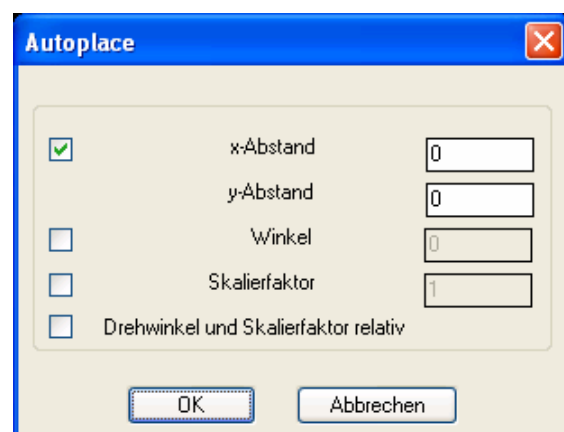 Autoplace
x-Abstand 0
y-Abstand 0
Winkel 0
Skalierfaktor 1
Drehwinkel und Skalierfaktor relativ
OK Abbrechen